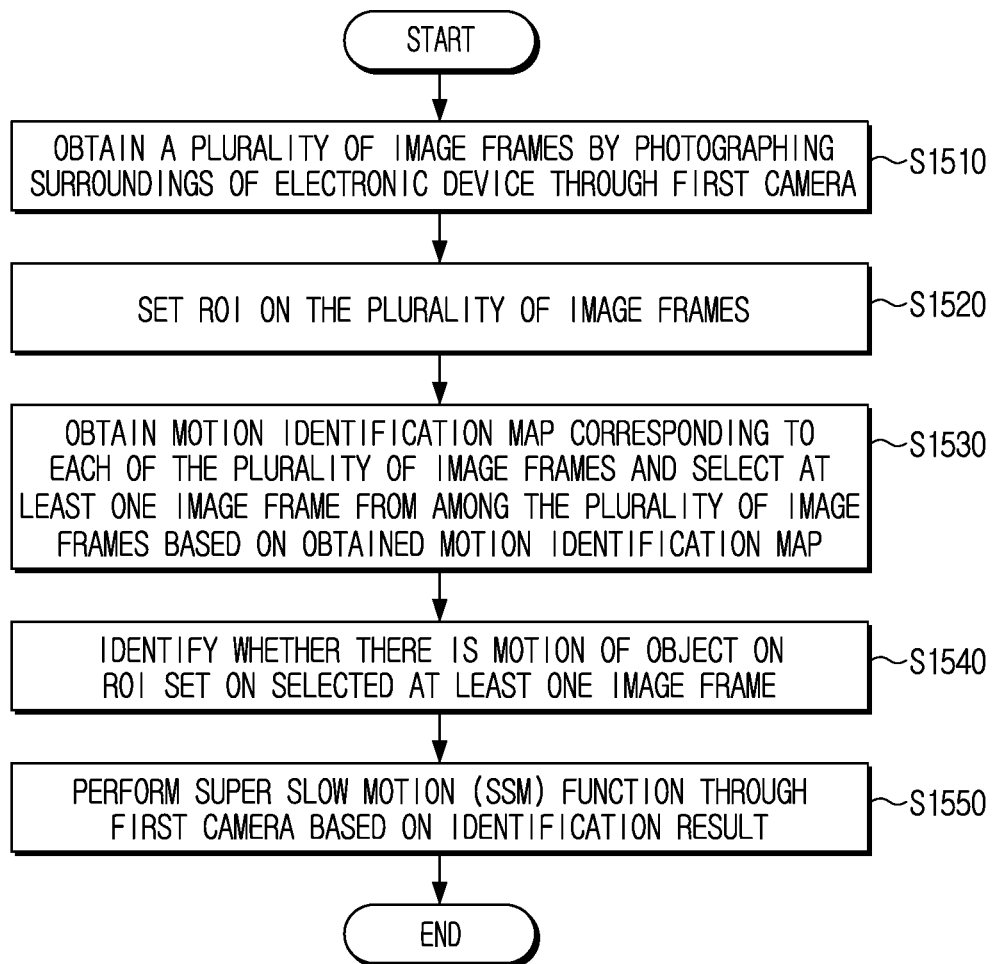 START
OBTAIN A PLURALITY OF IMAGE FRAMES BY PHOTOGRAPHING
SURROUNDINGS OF ELECTRONIC DEVICE THROUGH FIRST CAMERA
S1510
SET ROI ON THE PLURALITY OF IMAGE FRAMES
S1520
OBTAIN MOTION IDENTIFICATION MAP CORRESPONDING TO
EACH OF THE PLURALITY OF IMAGE FRAMES AND SELECT AT
LEAST ONE IMAGE FRAME FROM AMONG THE PLURALITY OF IMAGE
FRAMES BASED ON OBTAINED MOTION IDENTIFICATION MAP
S1530
IDENTIFY WHETHER THERE IS MOTION OF OBJECT ON
ROI SET ON SELECTED AT LEAST ONE IMAGE FRAME
S1540
PERFORM SUPER SLOW MOTION (SSM) FUNCTION THROUGH
FIRST CAMERA BASED ON IDENTIFICATION RESULT
S1550
END